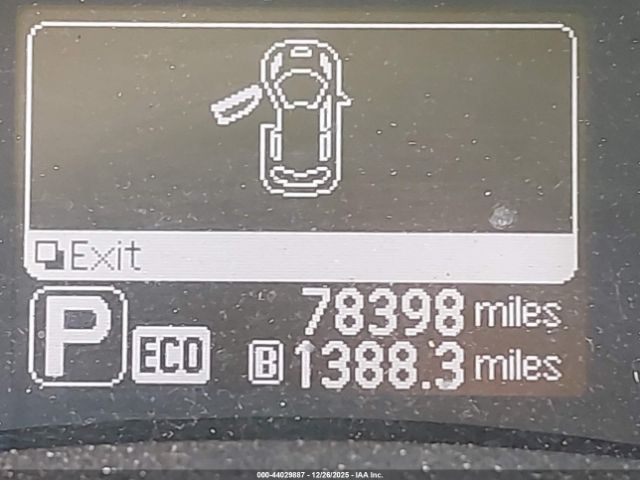 Exit
P ECO 78398 miles
B 1388.3 miles
000-44029887 - 12/26/2025 - IAA Inc.